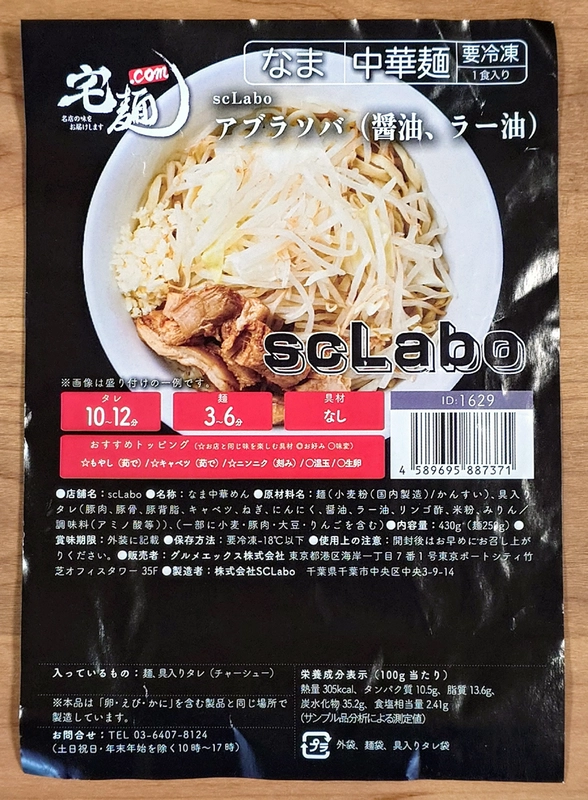 宅麺.com
名店の味を
お届けします
なま 中華麺 要冷凍
1食入り
scLabo
アブラソバ（醤油、ラー油）
scLabo
※画像は盛り付けの一例です。
タレ 10~12分
麺 3~6分
具材 なし
ID:1629
おすすめトッピング（☆お店と同じ味を楽しむ具材 ◎お好み ○味変）
☆もやし（茹で）/☆キャベツ（茹で）/☆ニンニク（刻み）/○温玉/○生卵
4 589695 887371
●店舗名：scLabo ●名称：なま中華めん ●原材料名：麺（小麦粉（国内製造）/かんすい）、具入り
タレ（豚肉、豚骨、豚背脂、キャベツ、ねぎ、にんにく、醤油、ラー油、リンゴ酢、米粉、みりん／
調味料（アミノ酸等））、（一部に小麦・豚肉・大豆・りんごを含む）●内容量：430g（麺250g）●
賞味期限：外装に記載 ●保存方法：要冷凍-18℃以下 ●使用上の注意：開封後はお早めにお召し上が
りください。●販売者：グルメエックス株式会社 東京都港区海岸一丁目7番1号東京ポートシティ竹
芝オフィスタワー 35F ●製造者：株式会社SCLabo 千葉県千葉市中央区中央3-9-14
入っているもの：麺、具入りタレ（チャーシュー）
※本品は「卵・えび・かに」を含む製品と同じ場所で
製造しています。
お問合せ：TEL 03-6407-8124
（土日祝日・年末年始を除く10時～17時）
栄養成分表示（100g当たり）
熱量 305kcal、タンパク質 10.5g、脂質 13.6g、
炭水化物 35.2g、食塩相当量 2.41g
（サンプル品分析による測定値）
プラ 外袋、麺袋、具入りタレ袋